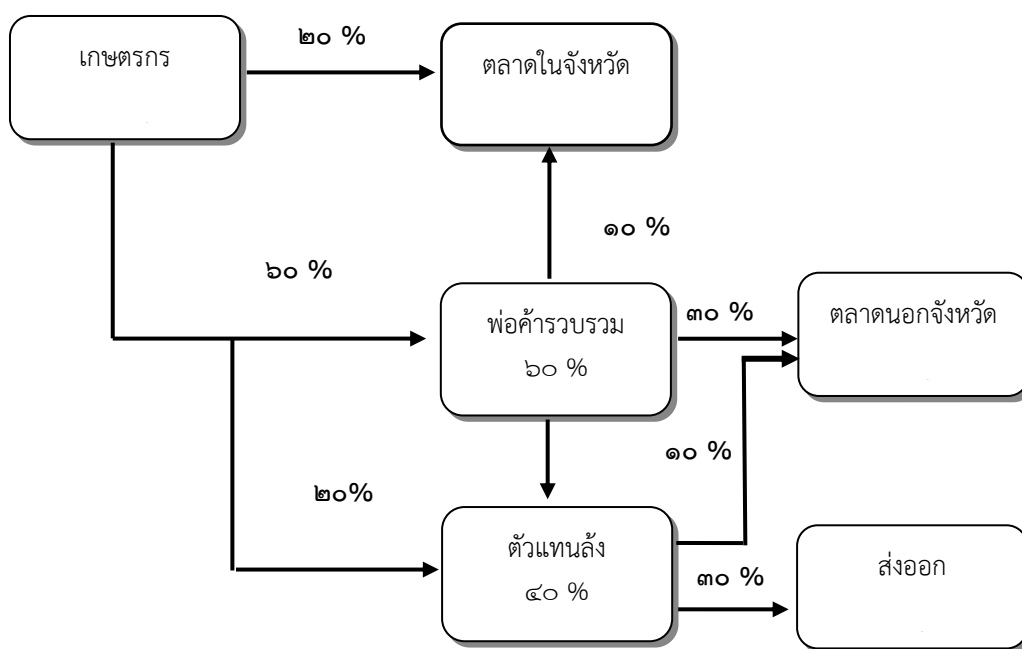 เกษตรกร
๒๐ %
ตลาดในจังหวัด
๑๐ %
๖๐ %
พ่อค้ารวบรวม
๖๐ %
๓๐ %
ตลาดนอกจังหวัด
๑๐ %
๒๐%
ตัวแทนล้ง
๔๐ %
๓๐ %
ส่งออก